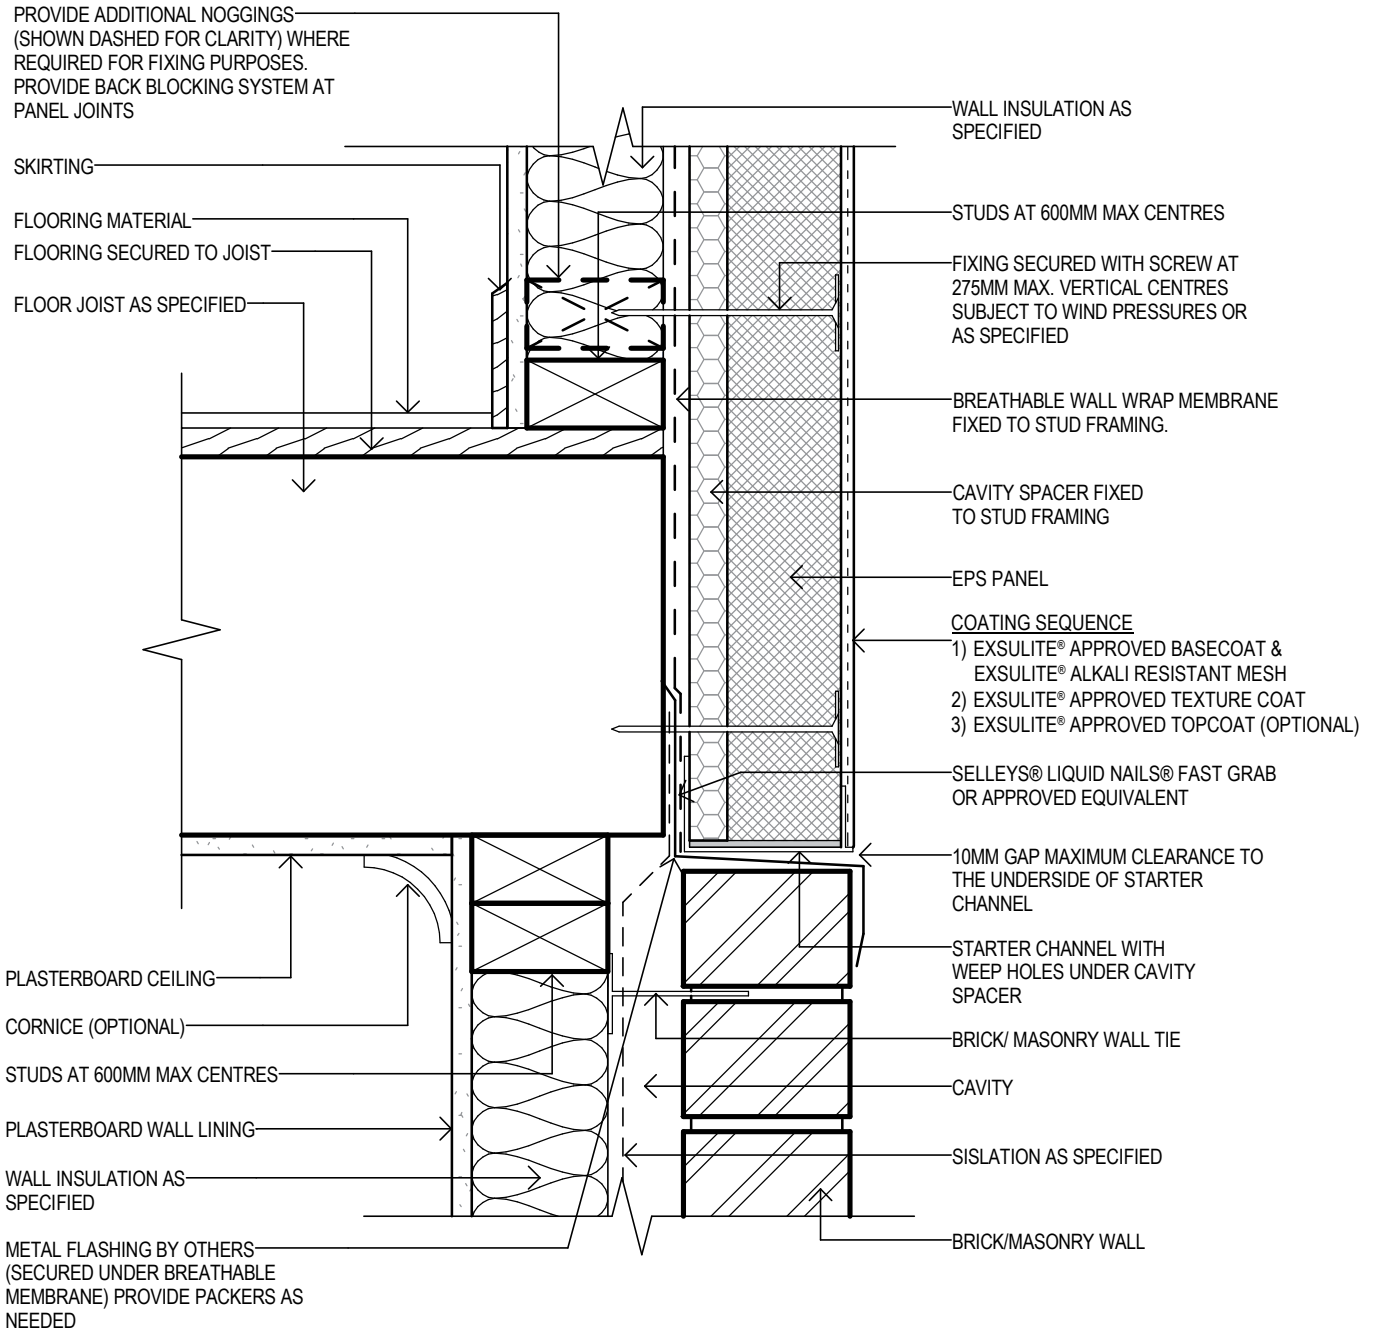 PROVIDE ADDITIONAL NOGGINGS
(SHOWN DASHED FOR CLARITY) WHERE
REQUIRED FOR FIXING PURPOSES.
PROVIDE BACK BLOCKING SYSTEM AT
PANEL JOINTS
SKIRTING
FLOORING MATERIAL
FLOORING SECURED TO JOIST
FLOOR JOIST AS SPECIFIED
PLASTERBOARD CEILING
CORNICE (OPTIONAL)
STUDS AT 600MM MAX CENTRES
PLASTERBOARD WALL LINING
WALL INSULATION AS
SPECIFIED
METAL FLASHING BY OTHERS
(SECURED UNDER BREATHABLE
MEMBRANE) PROVIDE PACKERS AS
NEEDED
WALL INSULATION AS
SPECIFIED
STUDS AT 600MM MAX CENTRES
FIXING SECURED WITH SCREW AT
275MM MAX. VERTICAL CENTRES
SUBJECT TO WIND PRESSURES OR
AS SPECIFIED
BREATHABLE WALL WRAP MEMBRANE
FIXED TO STUD FRAMING.
CAVITY SPACER FIXED
TO STUD FRAMING
EPS PANEL
COATING SEQUENCE
1) EXSULITE® APPROVED BASECOAT &
EXSULITE® ALKALI RESISTANT MESH
2) EXSULITE® APPROVED TEXTURE COAT
3) EXSULITE® APPROVED TOPCOAT (OPTIONAL)
SELLEYS® LIQUID NAILS® FAST GRAB
OR APPROVED EQUIVALENT
10MM GAP MAXIMUM CLEARANCE TO
THE UNDERSIDE OF STARTER
CHANNEL
STARTER CHANNEL WITH
WEEP HOLES UNDER CAVITY
SPACER
BRICK/ MASONRY WALL TIE
CAVITY
SISLATION AS SPECIFIED
BRICK/MASONRY WALL